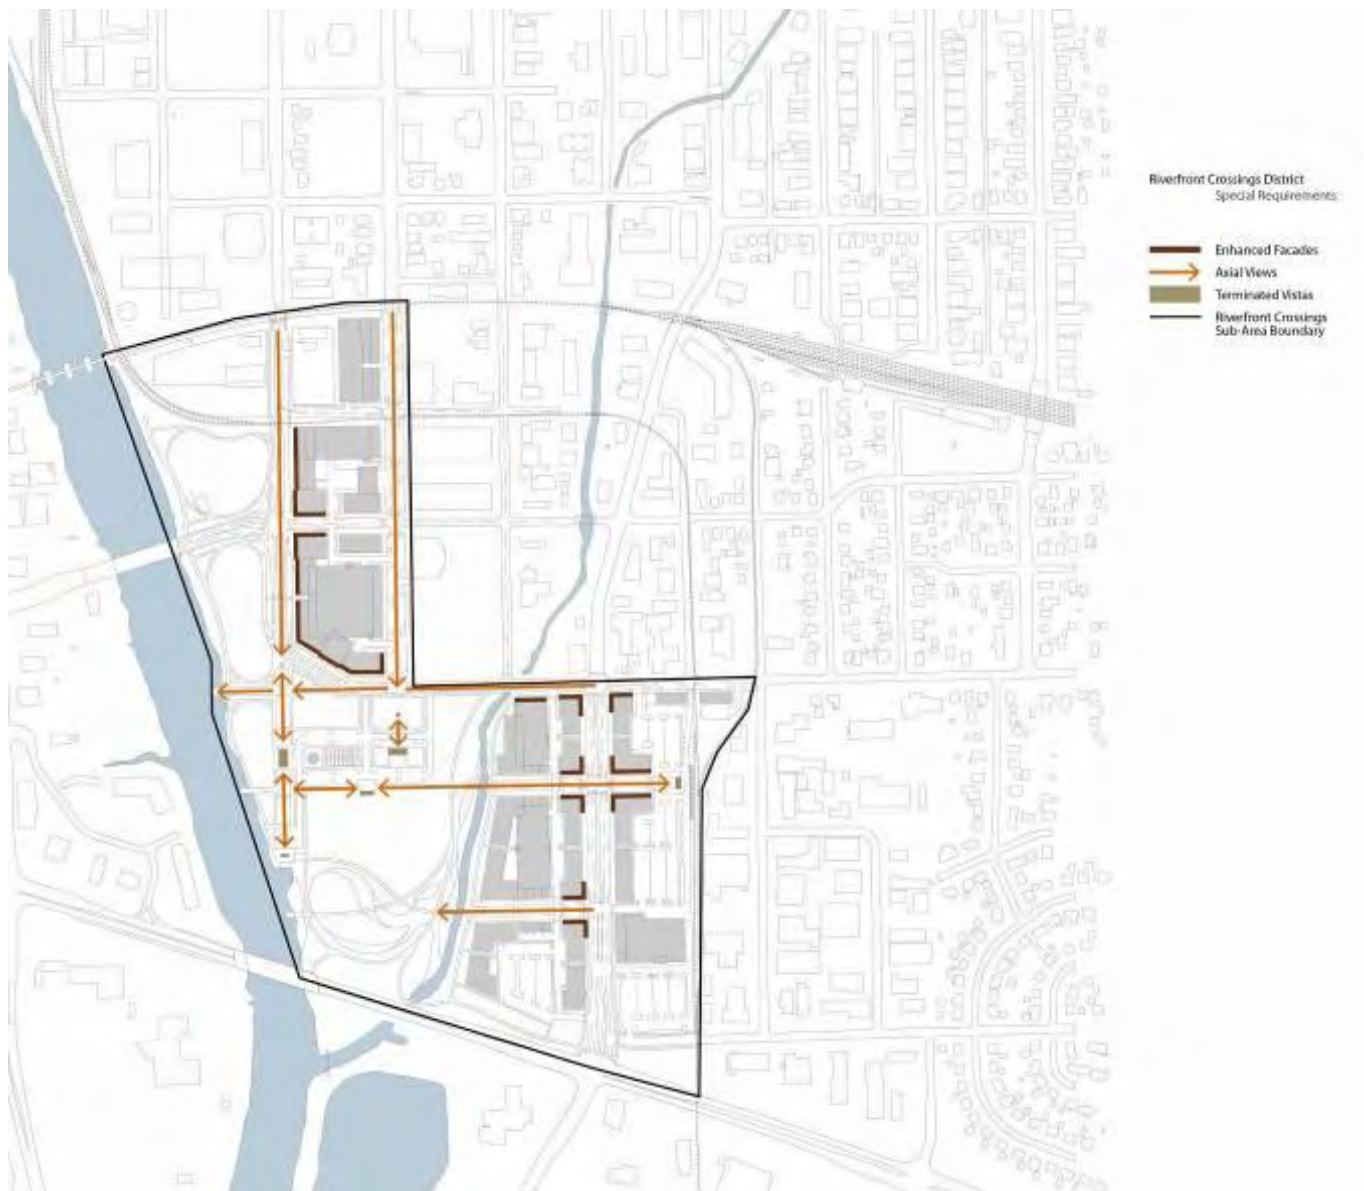 Riverfront Crossings District
Special Requirements
Enhanced Facades
Axial Views
Terminated Vistas
Riverfront Crossings
Sub-Area Boundary